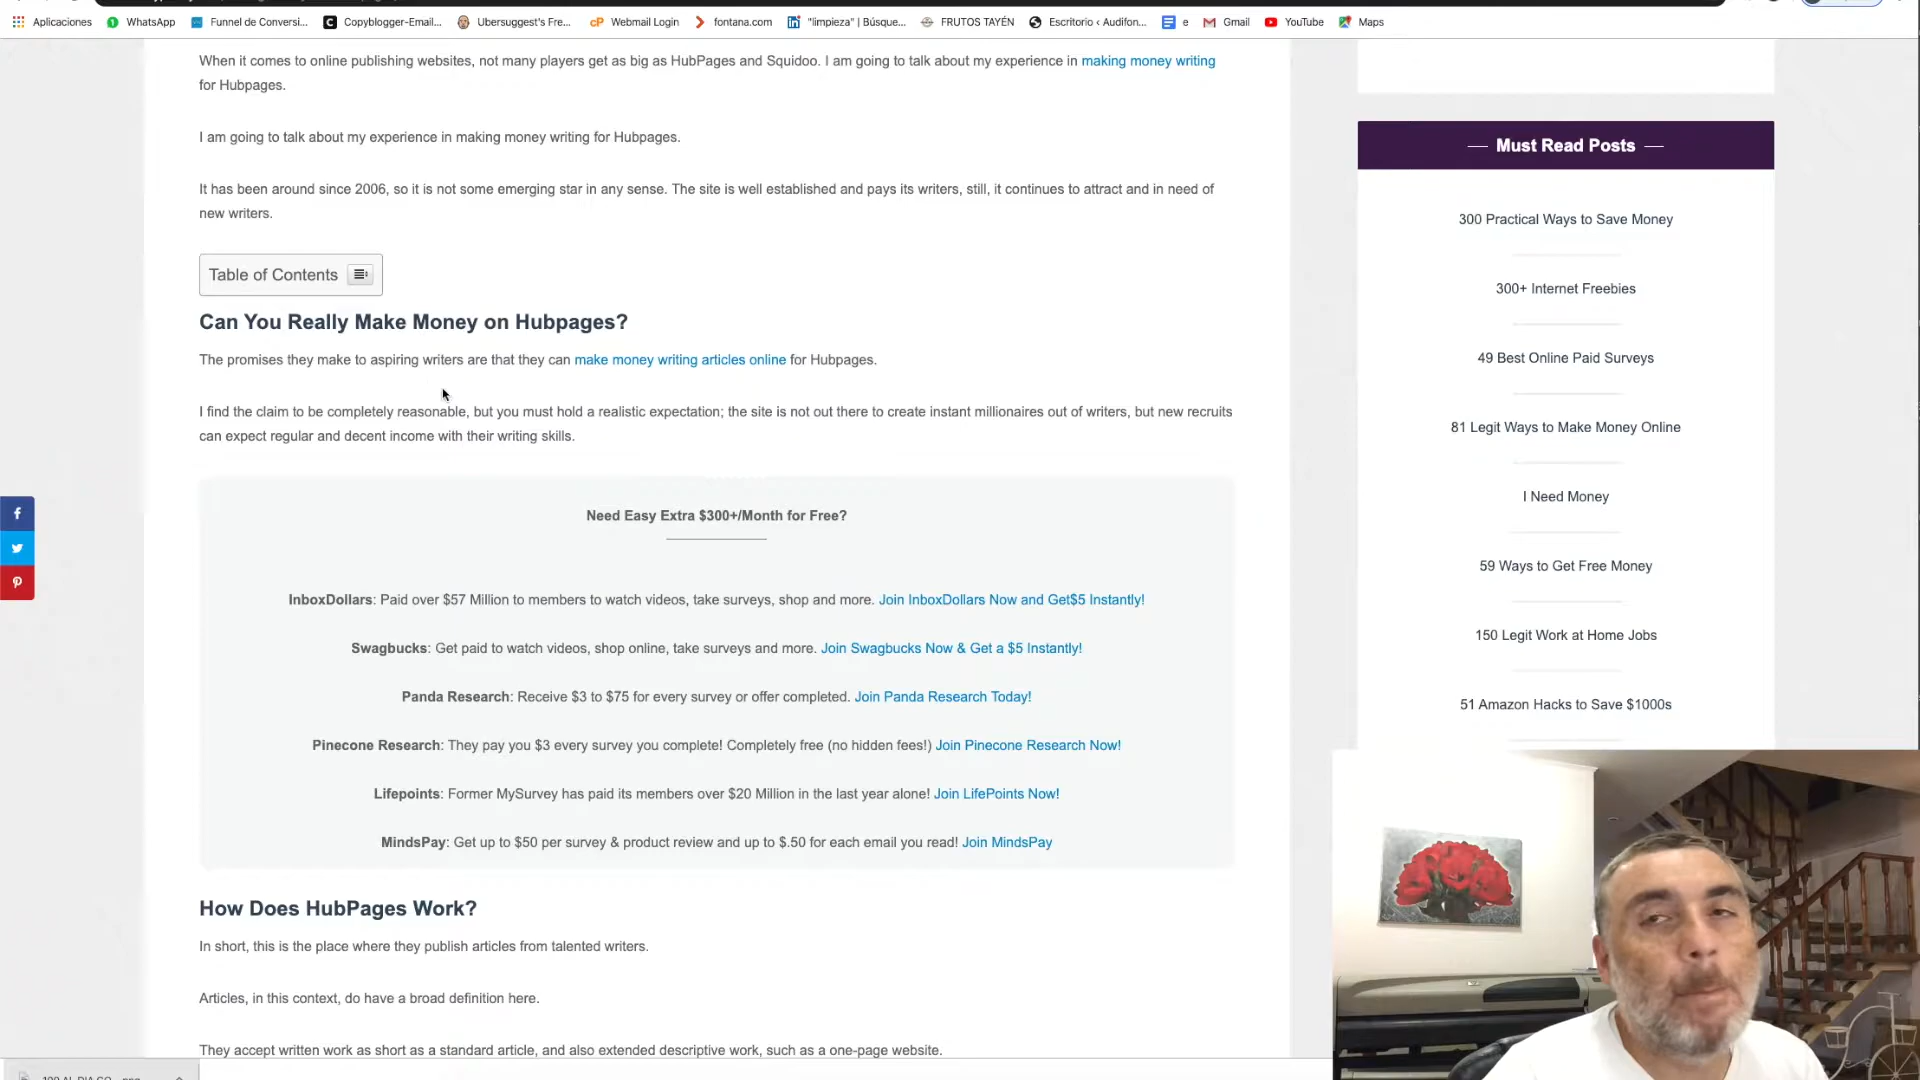 Aplicaciones WhatsApp Funnel de Conversi... Copyblogger-Email... Ubersuggest's Fre... Webmail Login fontana.com "limpieza" | Búsque... FRUTOS TAYÉN Escritorio ‹ Audifon... e Gmail YouTube Maps
When it comes to online publishing websites, not many players get as big as HubPages and Squidoo. I am going to talk about my experience in making money writing
for Hubpages.
I am going to talk about my experience in making money writing for Hubpages.
It has been around since 2006, so it is not some emerging star in any sense. The site is well established and pays its writers, still, it continues to attract and in need of
new writers.
Table of Contents
Can You Really Make Money on Hubpages?
The promises they make to aspiring writers are that they can make money writing articles online for Hubpages.
I find the claim to be completely reasonable, but you must hold a realistic expectation; the site is not out there to create instant millionaires out of writers, but new recruits
can expect regular and decent income with their writing skills.
Need Easy Extra $300+/Month for Free?
InboxDollars: Paid over $57 Million to members to watch videos, take surveys, shop and more. Join InboxDollars Now and Get$5 Instantly!
Swagbucks: Get paid to watch videos, shop online, take surveys and more. Join Swagbucks Now & Get a $5 Instantly!
Panda Research: Receive $3 to $75 for every survey or offer completed. Join Panda Research Today!
Pinecone Research: They pay you $3 every survey you complete! Completely free (no hidden fees!) Join Pinecone Research Now!
Lifepoints: Former MySurvey has paid its members over $20 Million in the last year alone! Join LifePoints Now!
MindsPay: Get up to $50 per survey & product review and up to $.50 for each email you read! Join MindsPay
How Does HubPages Work?
In short, this is the place where they publish articles from talented writers.
Articles, in this context, do have a broad definition here.
They accept written work as short as a standard article, and also extended descriptive work, such as a one-page website.
Must Read Posts
300 Practical Ways to Save Money
300+ Internet Freebies
49 Best Online Paid Surveys
81 Legit Ways to Make Money Online
I Need Money
59 Ways to Get Free Money
150 Legit Work at Home Jobs
51 Amazon Hacks to Save $1000s